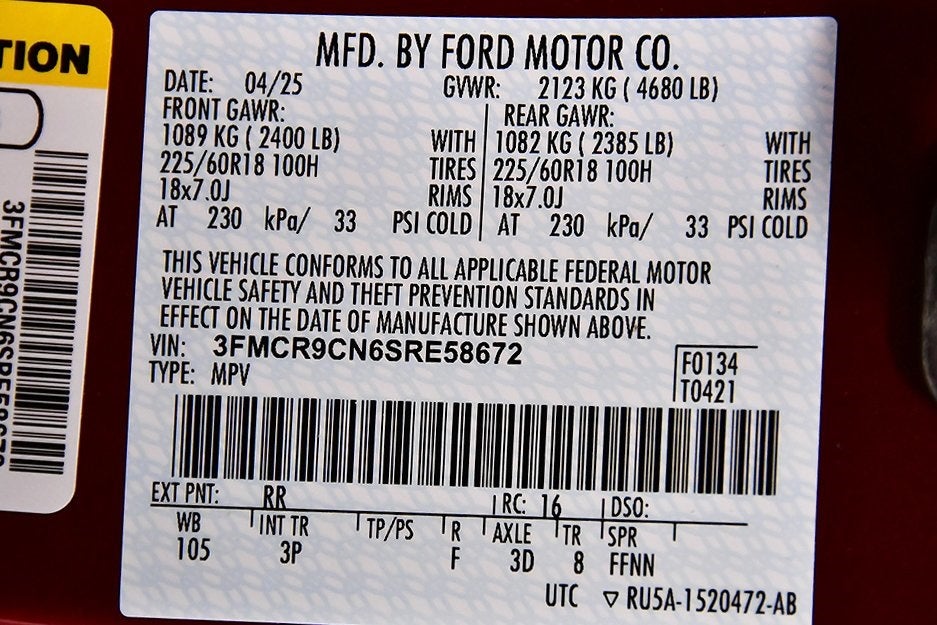 TION
3FMCR9CN6SRE58672
MFD. BY FORD MOTOR CO.
DATE: 04/25 GVWR: 2123 KG ( 4680 LB)
FRONT GAWR: REAR GAWR:
1089 KG ( 2400 LB) WITH 1082 KG ( 2385 LB) WITH
225/60R18 100H TIRES 225/60R18 100H TIRES
18x7.0J RIMS 18x7.0J RIMS
AT 230 kPa/ 33 PSI COLD AT 230 kPa/ 33 PSI COLD
THIS VEHICLE CONFORMS TO ALL APPLICABLE FEDERAL MOTOR
VEHICLE SAFETY AND THEFT PREVENTION STANDARDS IN
EFFECT ON THE DATE OF MANUFACTURE SHOWN ABOVE.
VIN: 3FMCR9CN6SRE58672
F0134
TYPE: MPV
T0421
EXT PNT: RR RC: 16 DSO:
WB INT TR TP/PS R AXLE TR SPR
105 3P F 3D 8 FFNN
UTC ▽ RU5A-1520472-AB